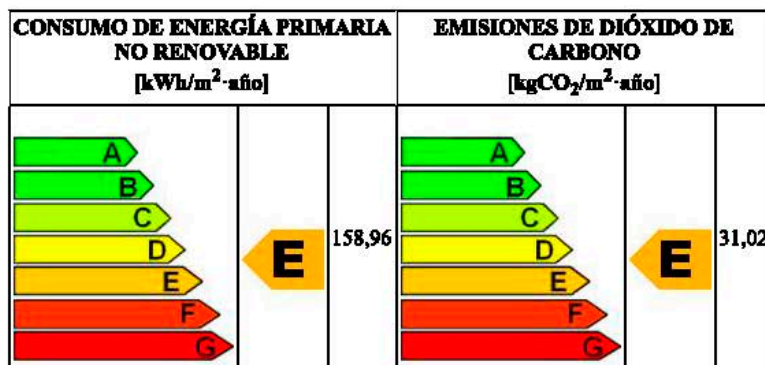 CONSUMO DE ENERGÍA PRIMARIA
NO RENOVABLE
[kWh/m²·año]
A
B
C
D
E
F
G
E
158,96
EMISIONES DE DIÓXIDO DE
CARBONO
[kgCO₂/m²·año]
A
B
C
D
E
F
G
E
31,02